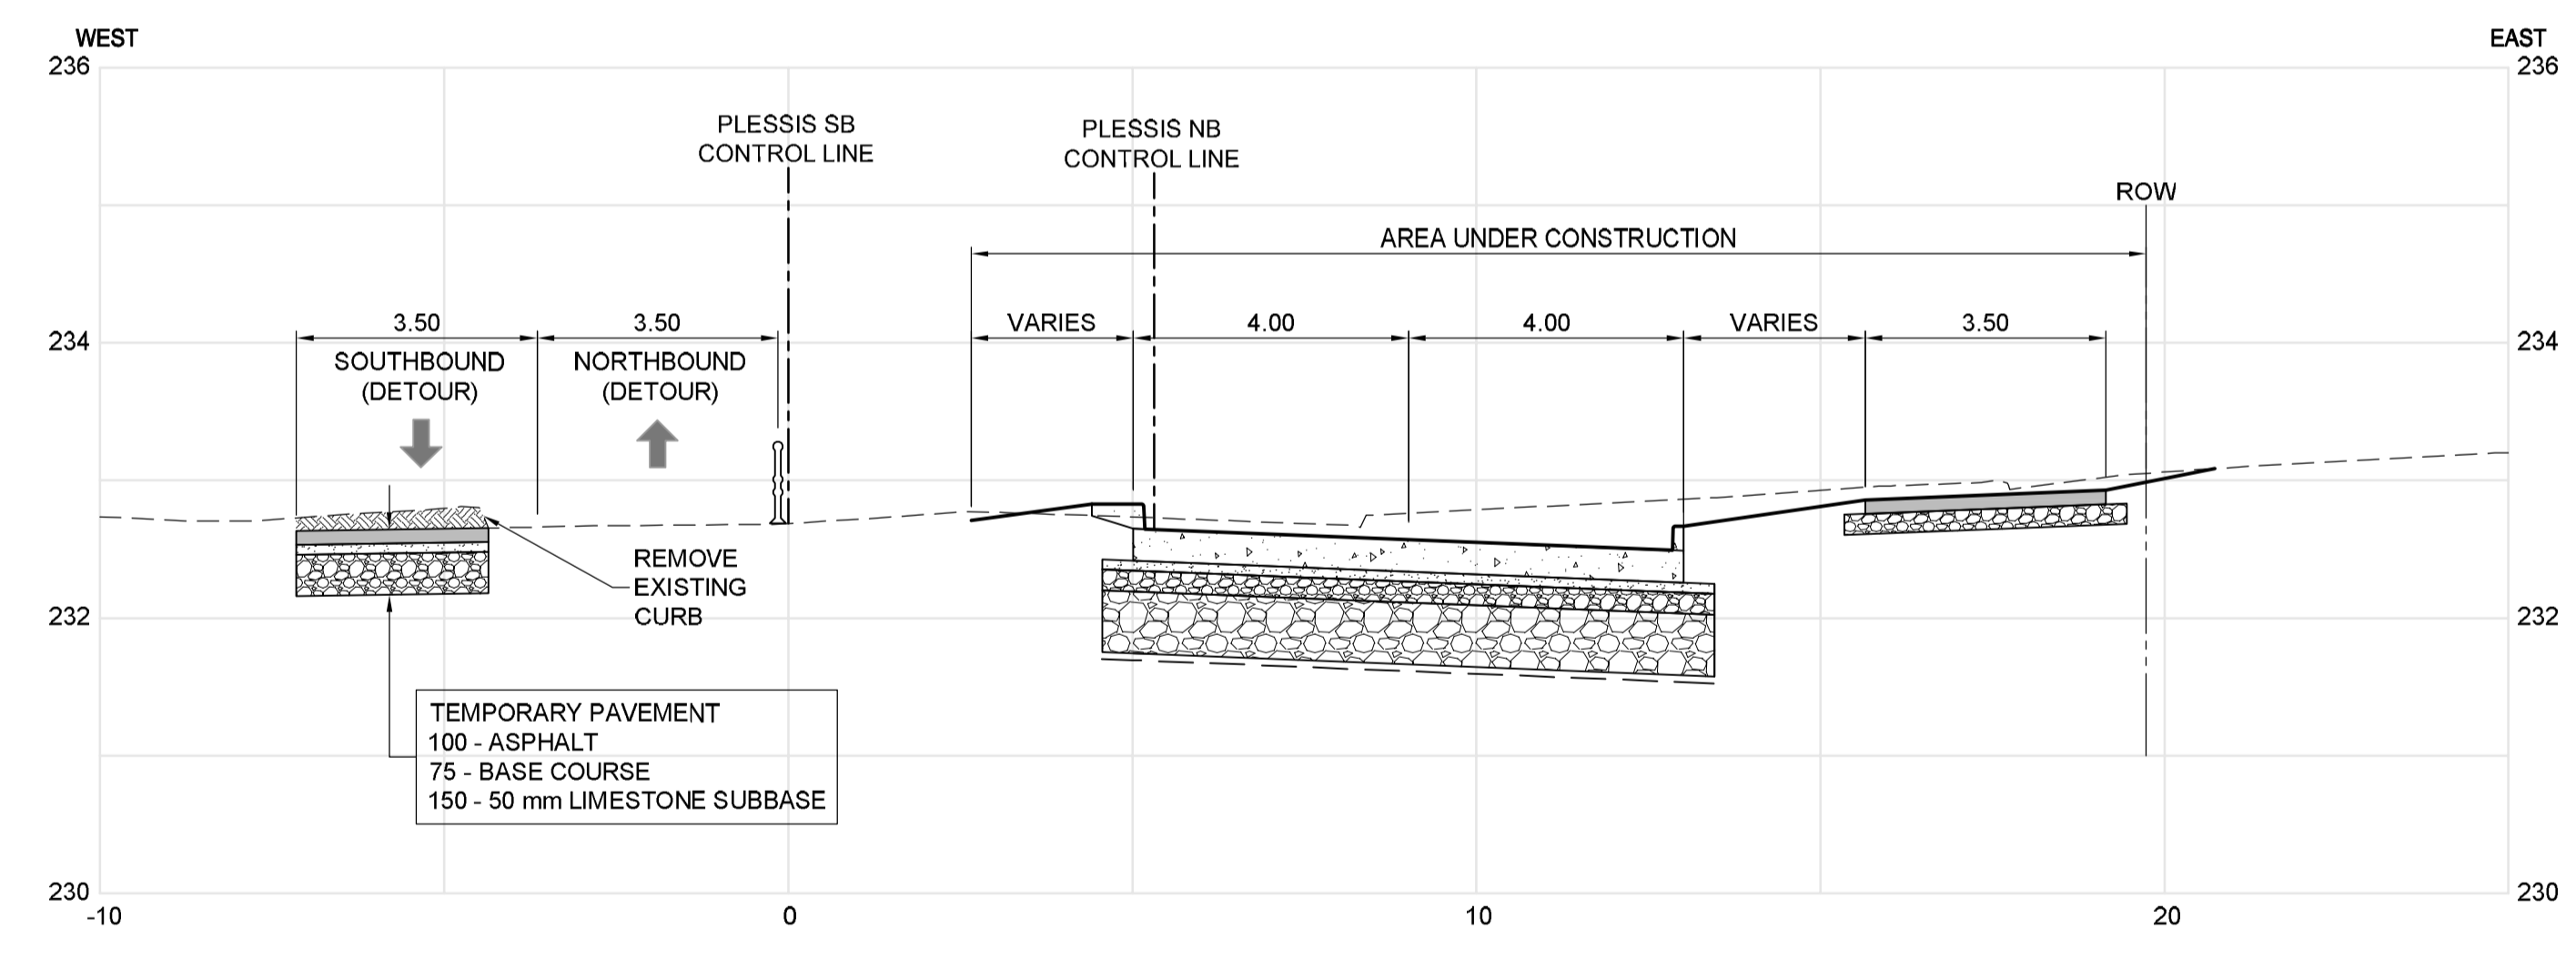 WEST
EAST
236
236
PLESSIS SB
CONTROL LINE
PLESSIS NB
CONTROL LINE
ROW
AREA UNDER CONSTRUCTION
3.50
3.50
VARIES
4.00
4.00
VARIES
3.50
234
234
SOUTHBOUND
(DETOUR)
NORTHBOUND
(DETOUR)
REMOVE
EXISTING
CURB
232
232
TEMPORARY PAVEMENT
100 - ASPHALT
75 - BASE COURSE
150 - 50 mm LIMESTONE SUBBASE
230
230
-10
0
10
20